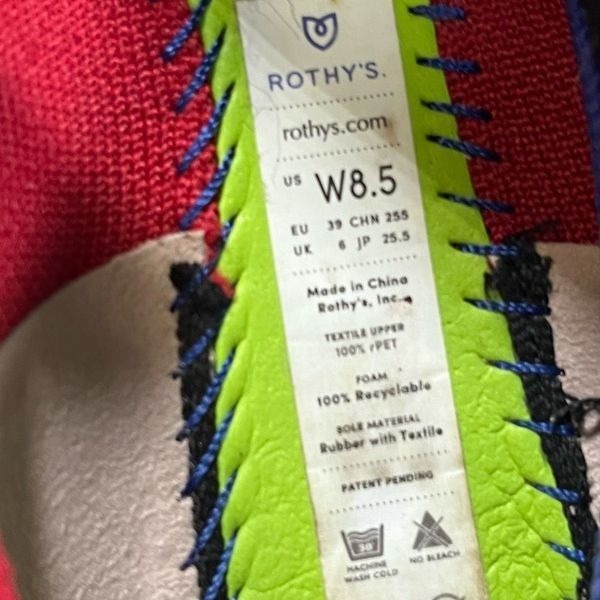 ROTHY'S.
rothys.com
US W8.5
EU 39 CHN 255
UK 6 JP 25.5
Made in China
Rothy's, Inc.
TEXTILE UPPER
100% rPET
FOAM
100% Recyclable
SOLE MATERIAL
Rubber with Textile
PATENT PENDING
30°
MACHINE
WASH COLD
NO BLEACH